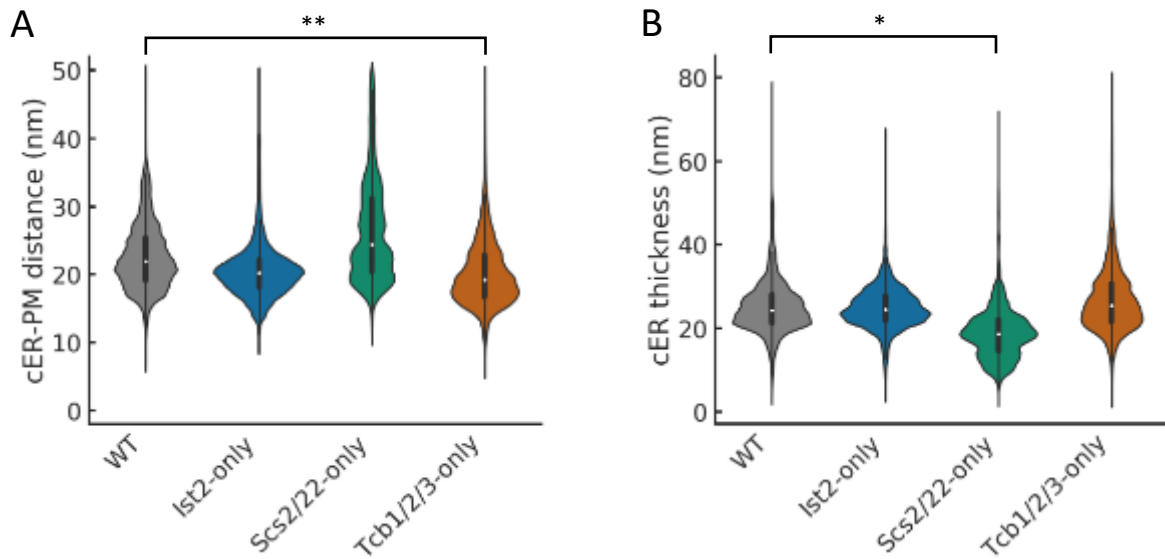 A
**
cER-PM distance (nm)
50
40
30
20
10
0
WT
Ist2-only
Scs2/22-only
Tcb1/2/3-only
B
*
cER thickness (nm)
80
60
40
20
0
WT
Ist2-only
Scs2/22-only
Tcb1/2/3-only